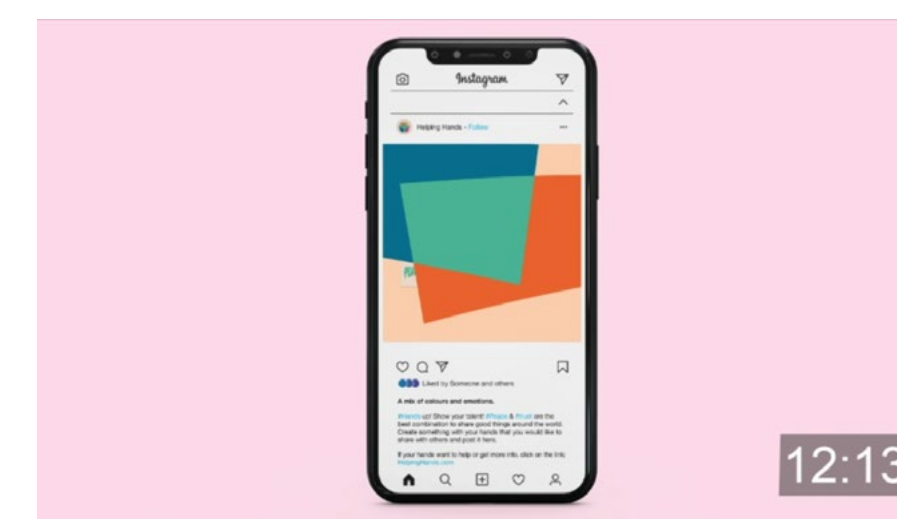 Instagram
Helping Hands • Follow
Liked by Someone and others
A mix of colours and emotions.
#Hands up! Show your talent! #Peace & #trust are the
best combination to share good things around the world.
Create something with your hands that you would like to
share with others and post it here.
If your hands want to help or get more info, click on the link:
HelpingHands.com
12:13